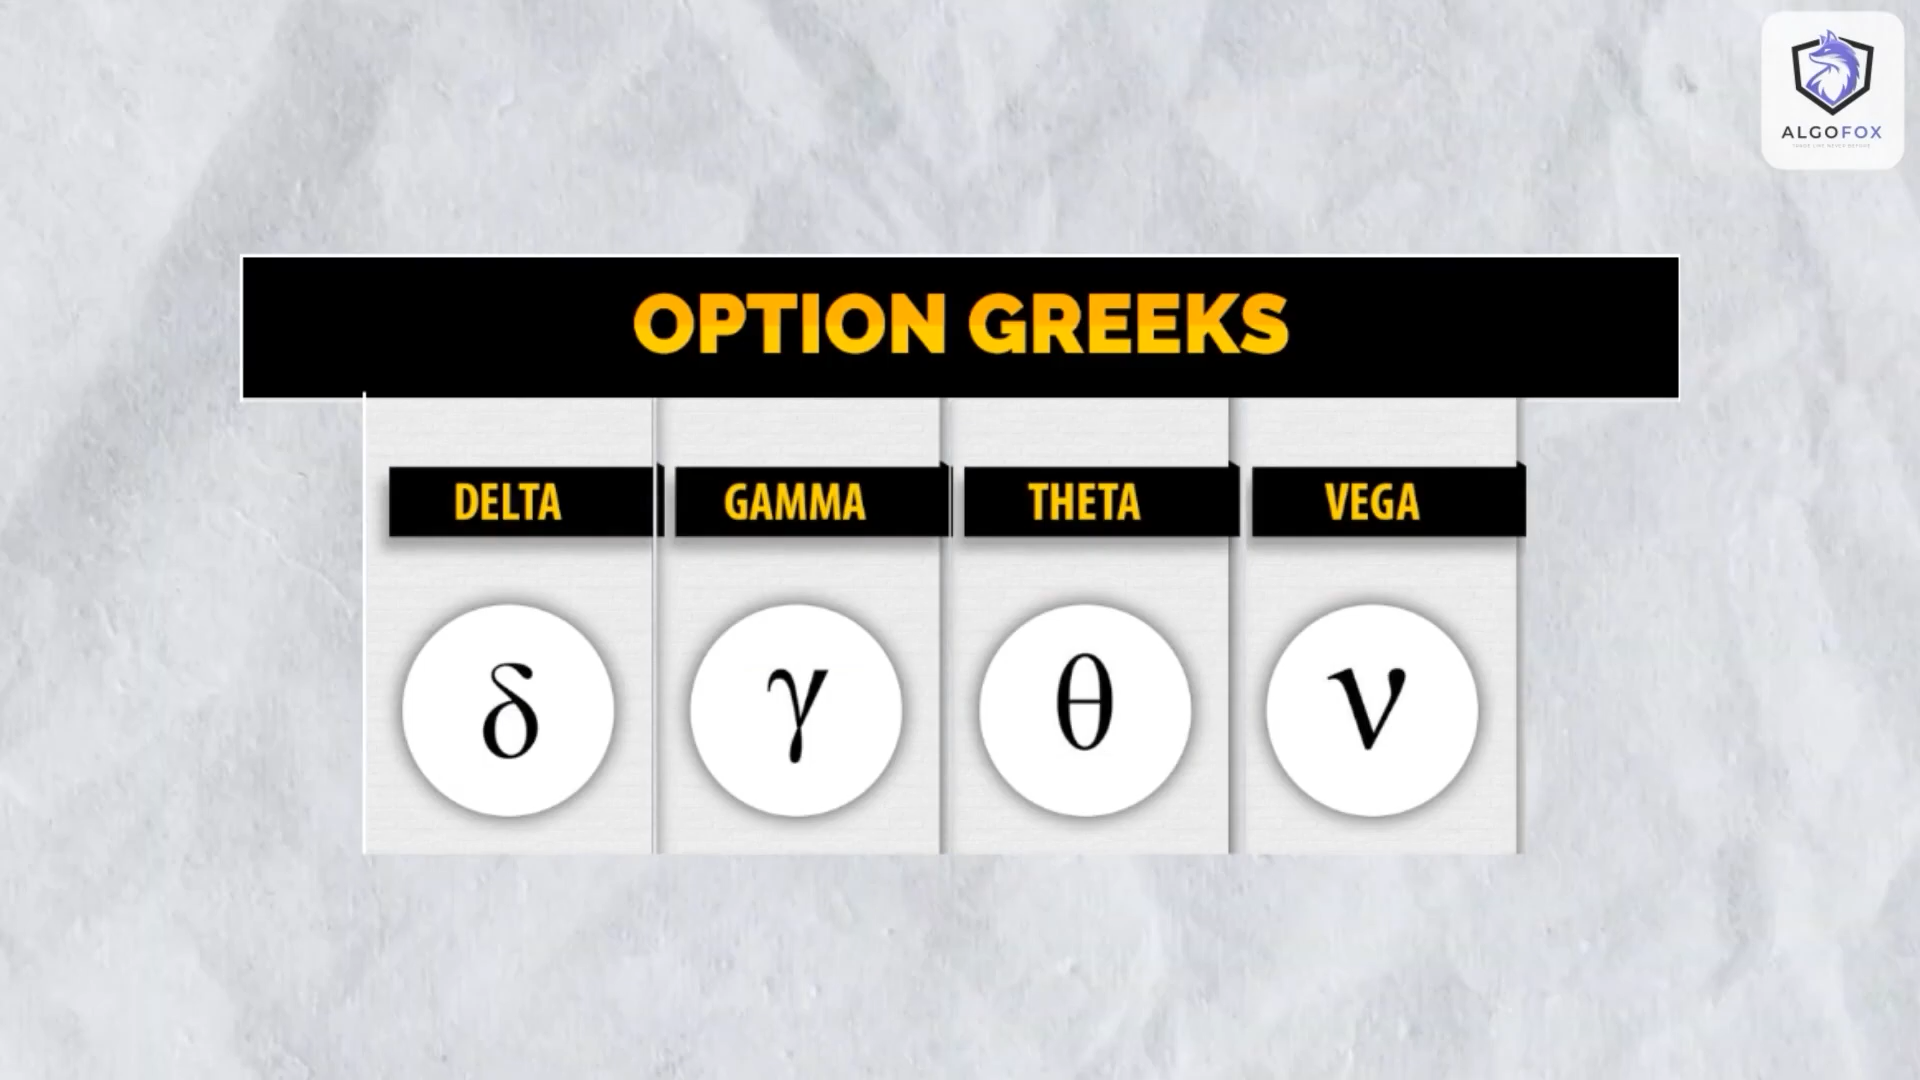 ALGOFOX
OPTION GREEKS
DELTA GAMMA THETA VEGA
δ γ θ ν